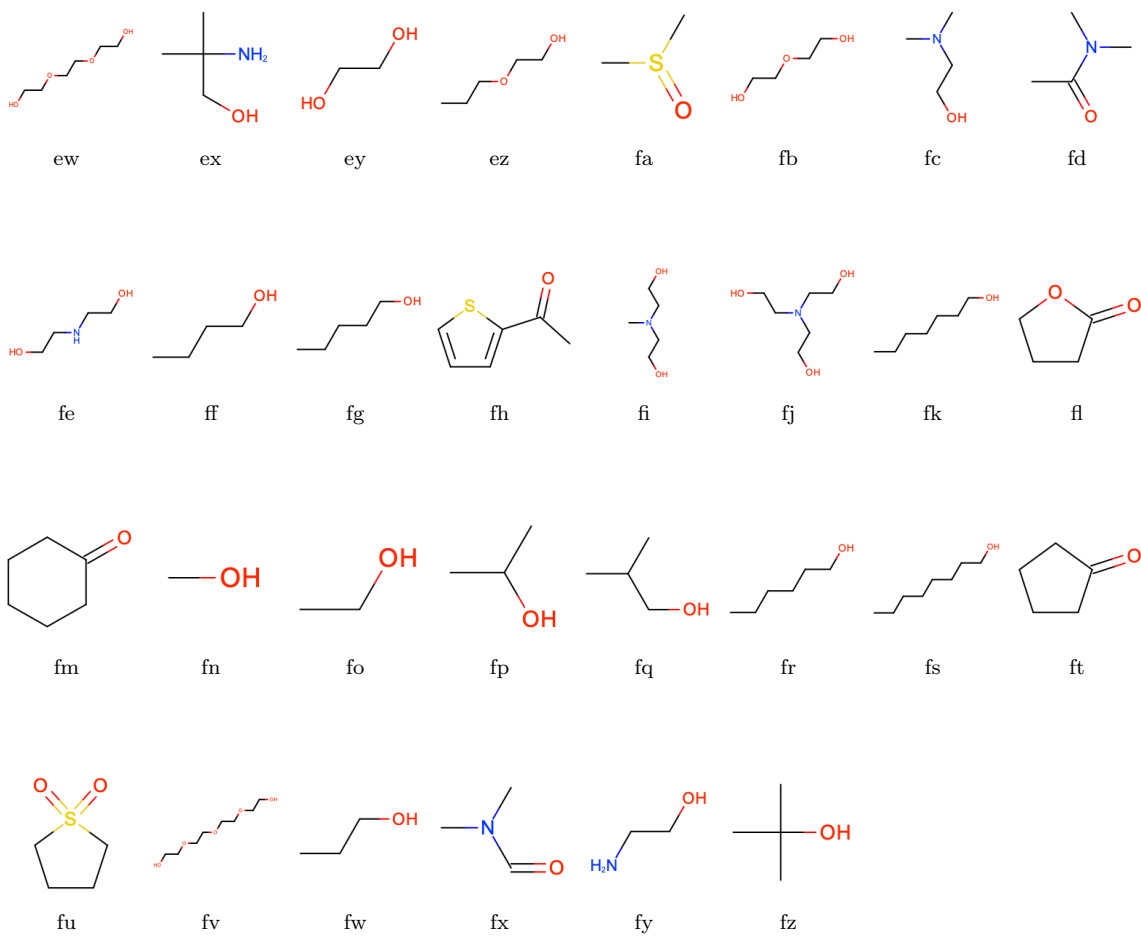 OH OH OH OH N N
O NH₂ S O
O O
HO OH HO O HO OH O
ew ex ey ez fa fb fc fd
O OH OH
OH OH OH S HO OH O O
N N
N
H
HO OH OH
fe ff fg fh fi fj fk fl
O OH OH OH O
OH
OH OH
fm fn fo fp fq fr fs ft
O O OH OH
S O OH N OH
O
O
HO O H₂N
fu fv fw fx fy fz